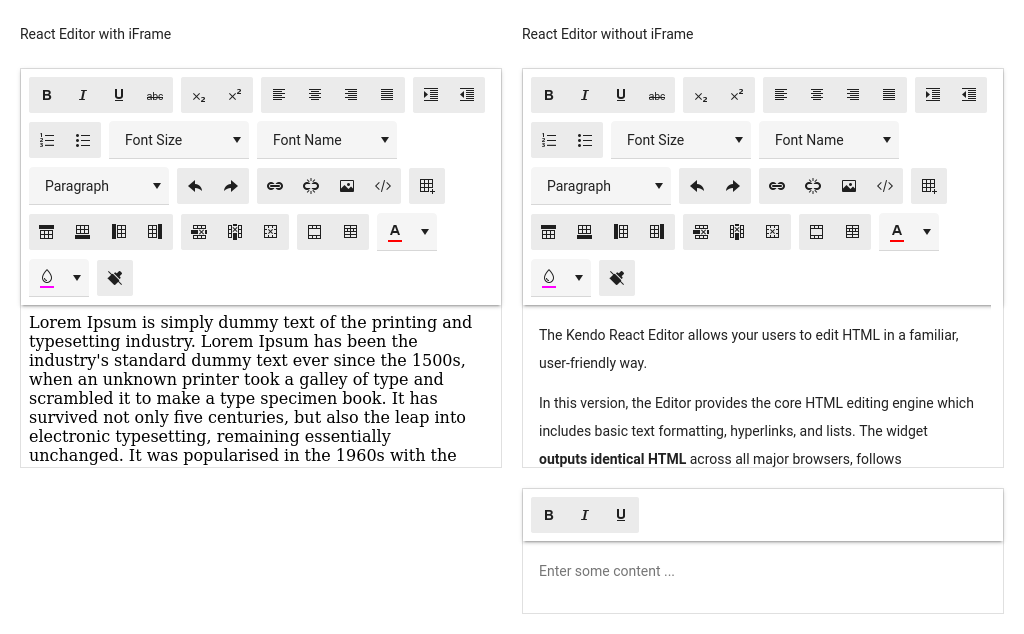 React Editor with iFrame
B I U abc x₂ x²
Font Size Font Name
Paragraph </>
A
Lorem Ipsum is simply dummy text of the printing and
typesetting industry. Lorem Ipsum has been the
industry's standard dummy text ever since the 1500s,
when an unknown printer took a galley of type and
scrambled it to make a type specimen book. It has
survived not only five centuries, but also the leap into
electronic typesetting, remaining essentially
unchanged. It was popularised in the 1960s with the
React Editor without iFrame
B I U abc x₂ x²
Font Size Font Name
Paragraph </>
A
The Kendo React Editor allows your users to edit HTML in a familiar,
user-friendly way.
In this version, the Editor provides the core HTML editing engine which
includes basic text formatting, hyperlinks, and lists. The widget
outputs identical HTML across all major browsers, follows
B I U
Enter some content ...